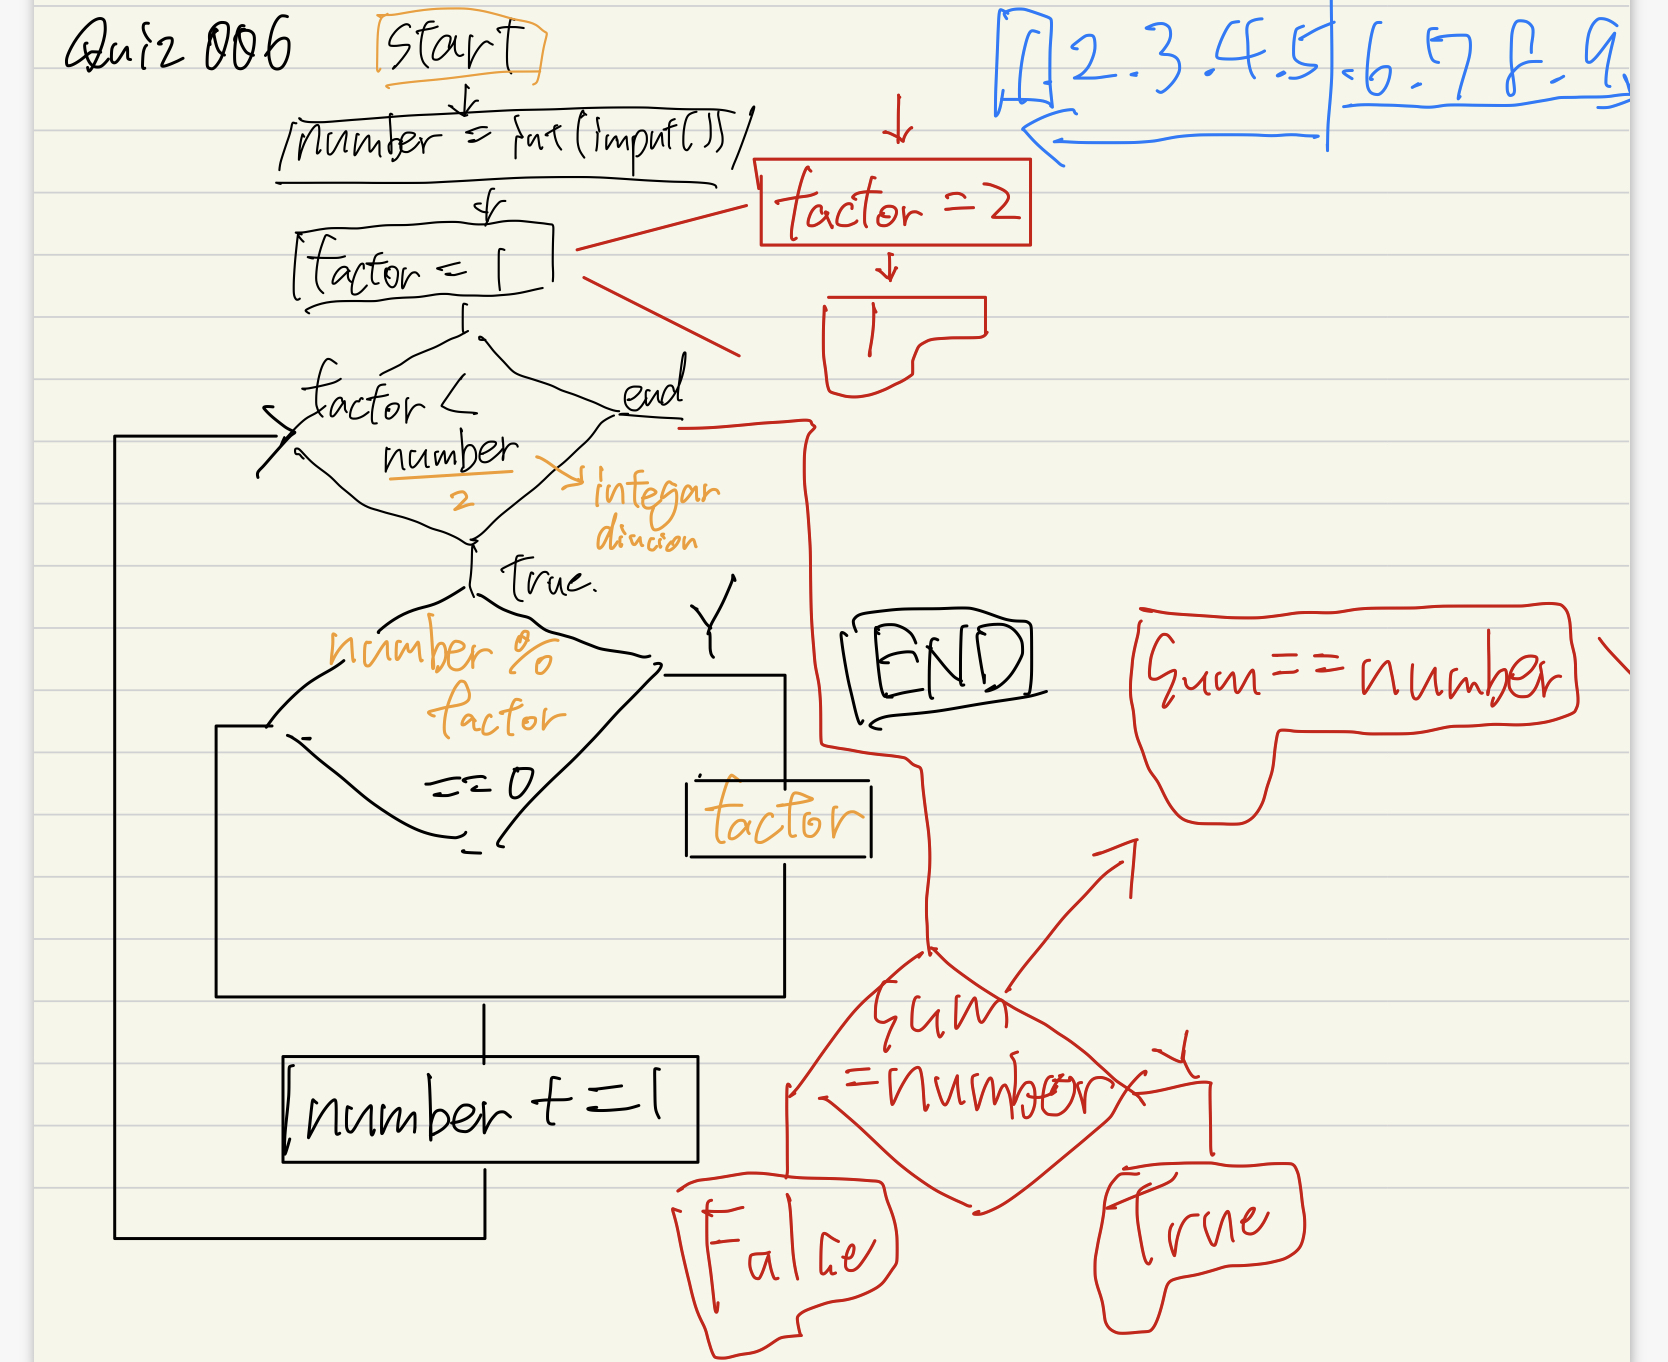 Quiz 006
Start
1.2.3.4.5.6.7 8.9.
number = int(input())
factor = 1
factor = 2
1
factor <
number
2
end
integar
divicion
true.
number %
factor
== 0
Y
factor
END
Sum == number
number += 1
Sum
= number
Y
False
True